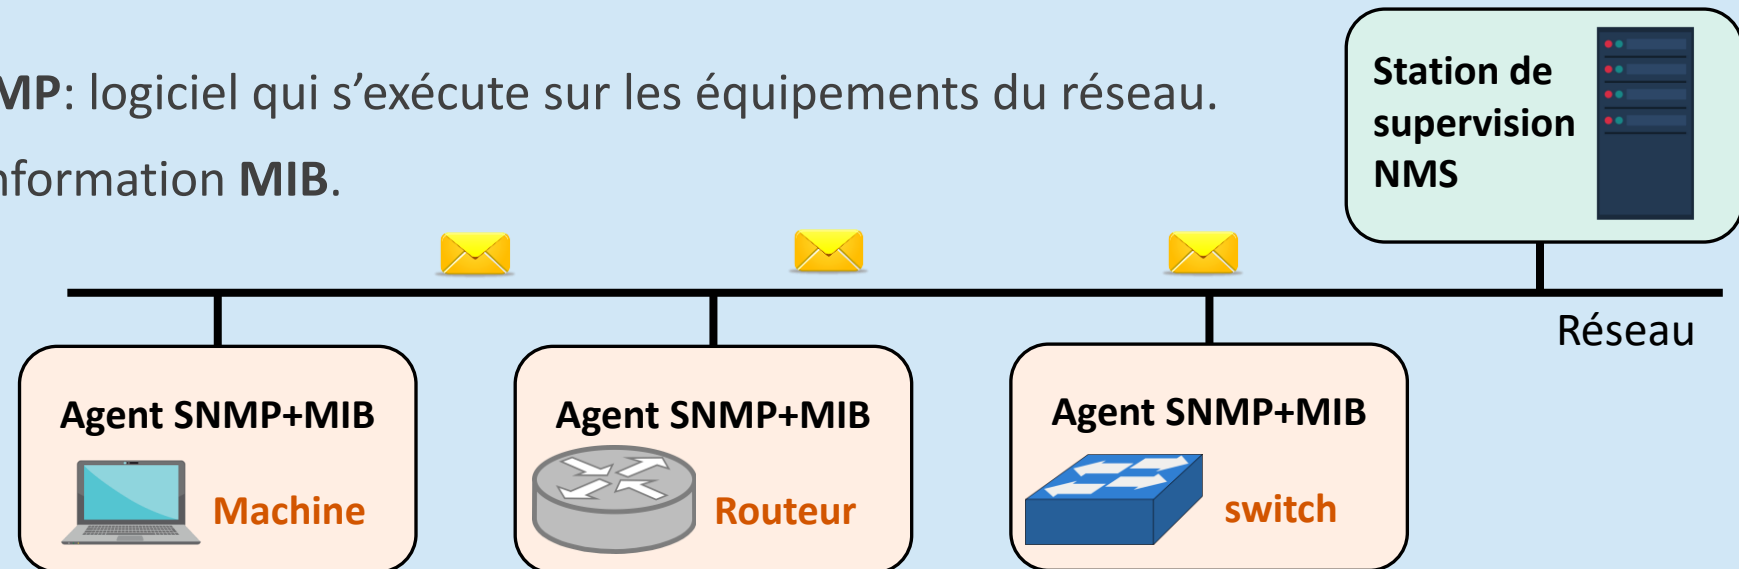 MP: logiciel qui s’exécute sur les équipements du réseau.
nformation MIB.
Station de
supervision
NMS
Réseau
Agent SNMP+MIB
Machine
Agent SNMP+MIB
Routeur
Agent SNMP+MIB
switch